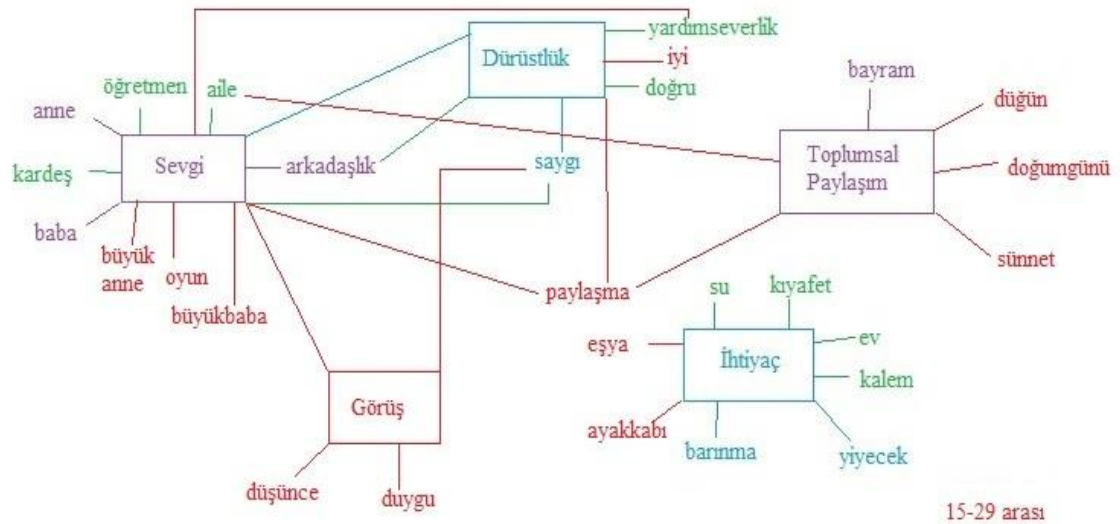 yardımseverlik
Dürüstlük
iyi
doğru
bayram
düğün
öğretmen
aile
anne
Sevgi
arkadaşlık
saygı
Toplumsal
Paylaşım
doğumgünü
kardeş
baba
büyük
anne
oyun
büyükbaba
paylaşma
sünnet
su
kıyafet
eşya
İhtiyaç
ev
kalem
Görüş
ayakkabı
barınma
yiyecek
düşünce
duygu
15-29 arası